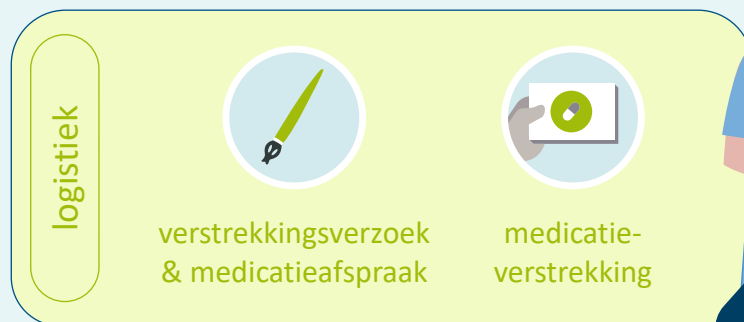 logistiek
verstrekkingsverzoek
& medicatieafspraak
medicatie-
verstrekking